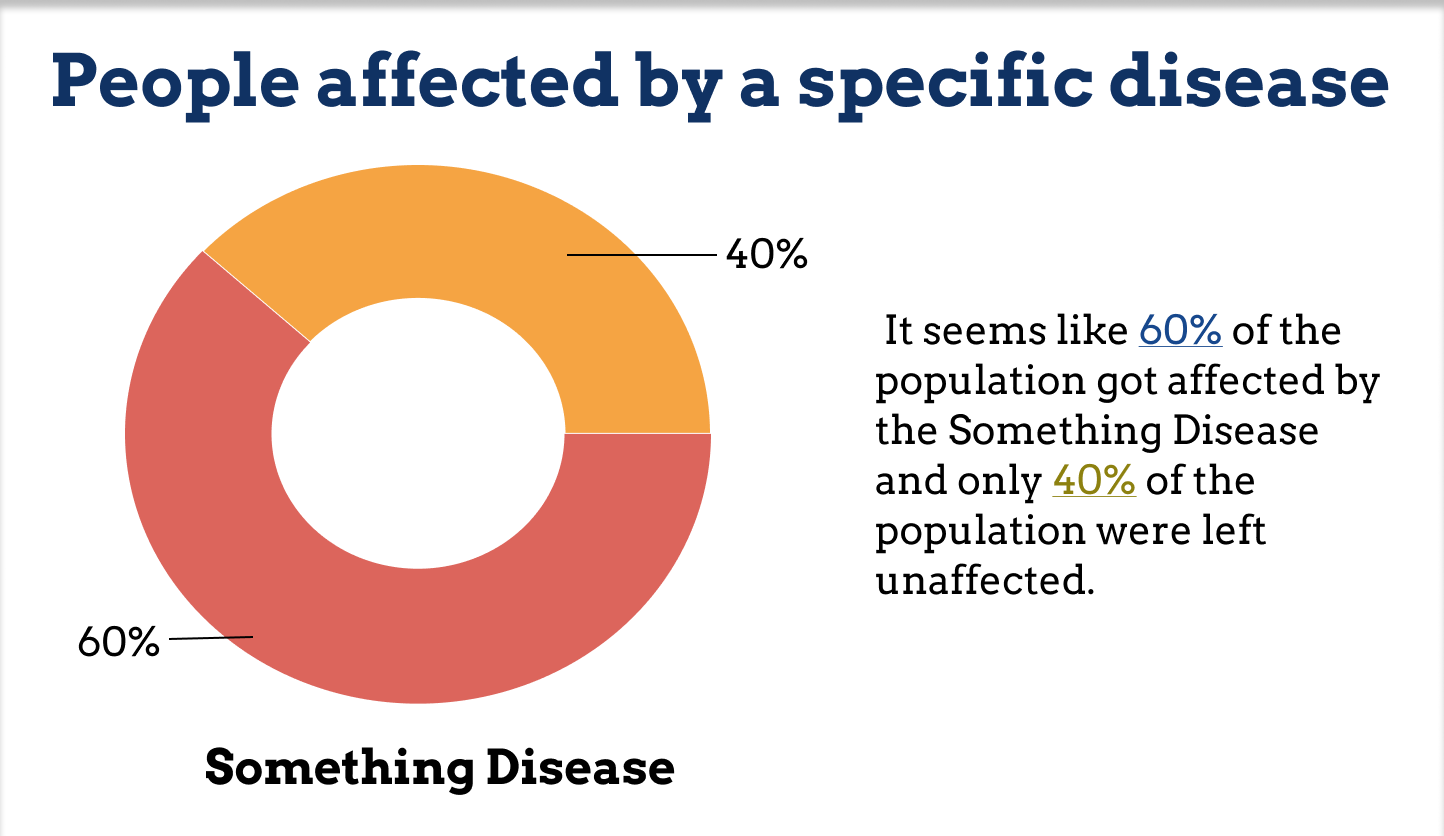 People affected by a specific disease
40%
60%
Something Disease
It seems like 60% of the
population got affected by
the Something Disease
and only 40% of the
population were left
unaffected.